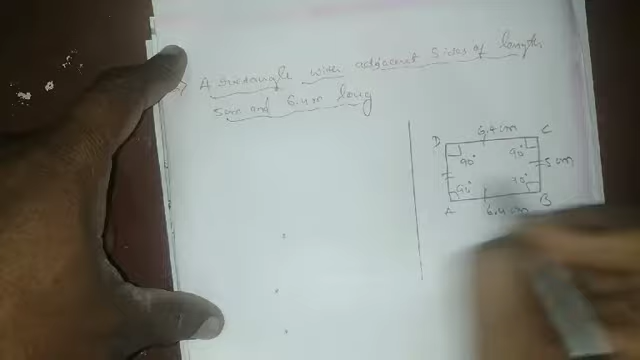 A rectangle with adjacent sides of length
5cm and 6.4cm long
D 6.4 cm C
90° 90°
5 cm
90° 90°
A 6.4 cm B